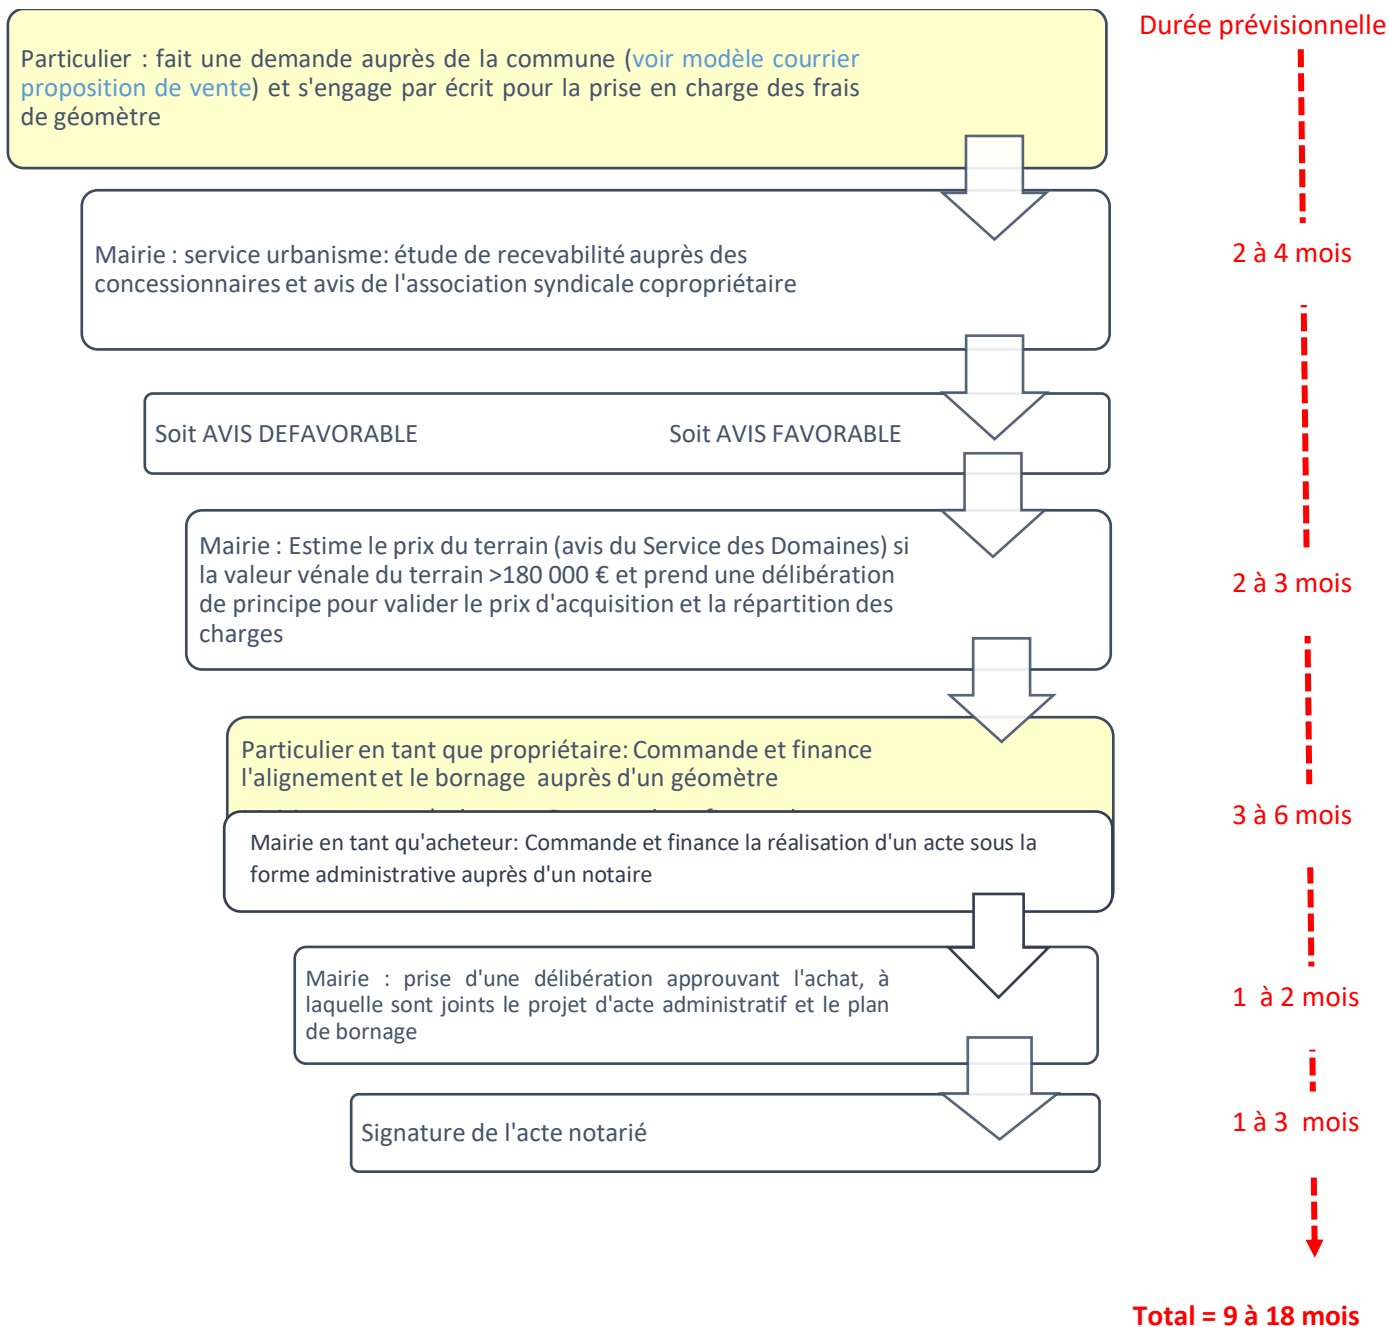 Durée prévisionnelle
Particulier : fait une demande auprès de la commune (voir modèle courrier
proposition de vente) et s'engage par écrit pour la prise en charge des frais
de géomètre
Mairie : service urbanisme: étude de recevabilité auprès des
concessionnaires et avis de l'association syndicale copropriétaire
2 à 4 mois
Soit AVIS DEFAVORABLE Soit AVIS FAVORABLE
Mairie : Estime le prix du terrain (avis du Service des Domaines) si
la valeur vénale du terrain >180 000 € et prend une délibération
de principe pour valider le prix d'acquisition et la répartition des
charges
2 à 3 mois
Particulier en tant que propriétaire: Commande et finance
l'alignement et le bornage auprès d'un géomètre
3 à 6 mois
Mairie en tant qu'acheteur: Commande et finance la réalisation d'un acte sous la
forme administrative auprès d'un notaire
Mairie : prise d'une délibération approuvant l'achat, à
laquelle sont joints le projet d'acte administratif et le plan
de bornage
1 à 2 mois
Signature de l'acte notarié
1 à 3 mois
Total = 9 à 18 mois